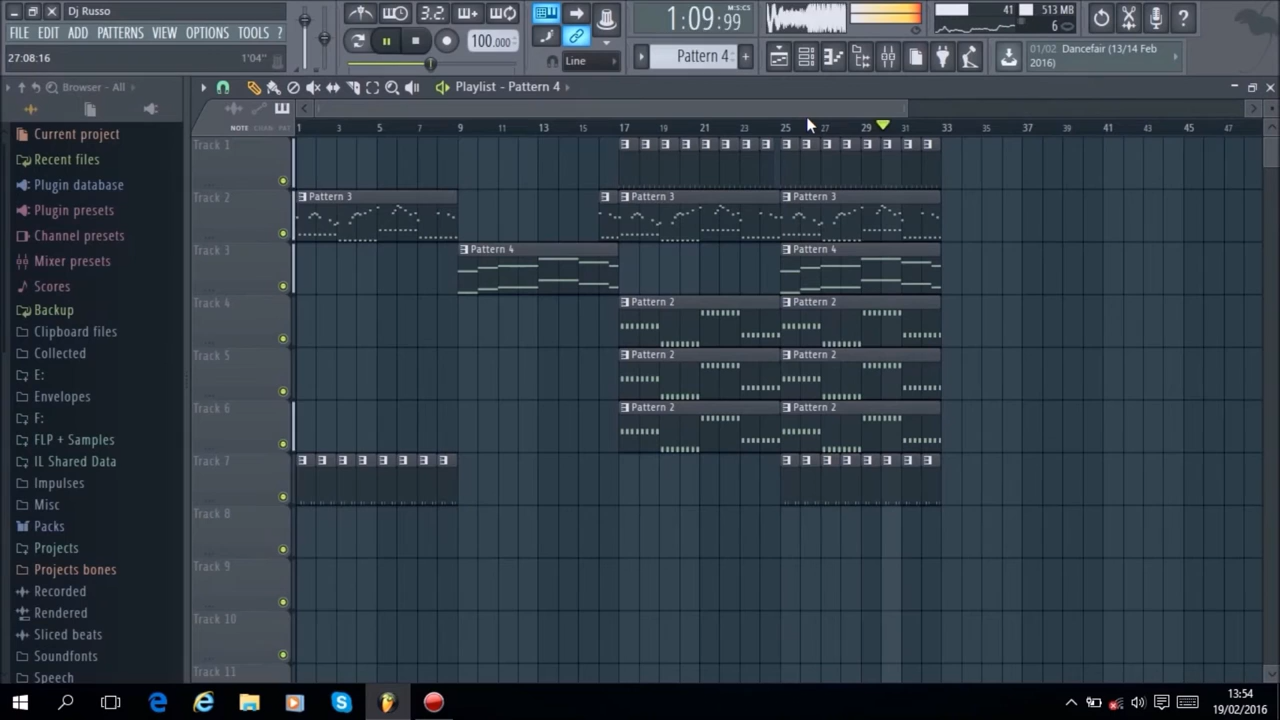 Dj Russo
FILE EDIT ADD PATTERNS VIEW OPTIONS TOOLS ?
27:08:16 1'04"
3.2.
100.000
1:09:99
M:S:CS
Line
Pattern 4
41 513 MB
6
01/02 Dancefair (13/14 Feb
2016)
Browser - All
Playlist - Pattern 4
NOTE CHAN PAT
1 3 5 7 9 11 13 15 17 19 21 23 25 27 29 31 33 35 37 39 41 43 45 47
Current project
Recent files
Plugin database
Plugin presets
Channel presets
Mixer presets
Scores
Backup
Clipboard files
Collected
E:
Envelopes
F:
FLP + Samples
IL Shared Data
Impulses
Misc
Packs
Projects
Projects bones
Recorded
Rendered
Sliced beats
Soundfonts
Speech
Track 1
Track 2
Pattern 3
Pattern 3
Pattern 3
Track 3
Pattern 4
Pattern 4
Track 4
Pattern 2
Pattern 2
Track 5
Pattern 2
Pattern 2
Track 6
Pattern 2
Pattern 2
Track 7
Track 8
Track 9
Track 10
Track 11
13:54
19/02/2016